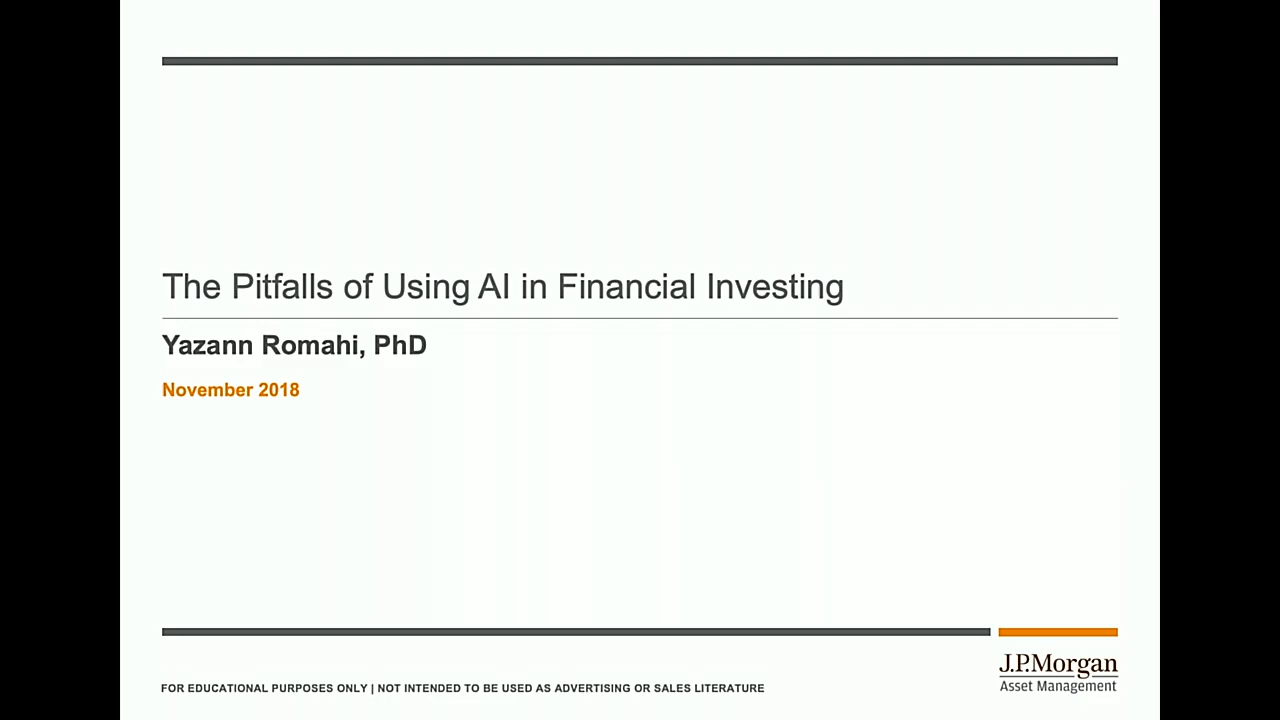 The Pitfalls of Using AI in Financial Investing
Yazann Romahi, PhD
November 2018
J.P.Morgan
Asset Management
FOR EDUCATIONAL PURPOSES ONLY | NOT INTENDED TO BE USED AS ADVERTISING OR SALES LITERATURE